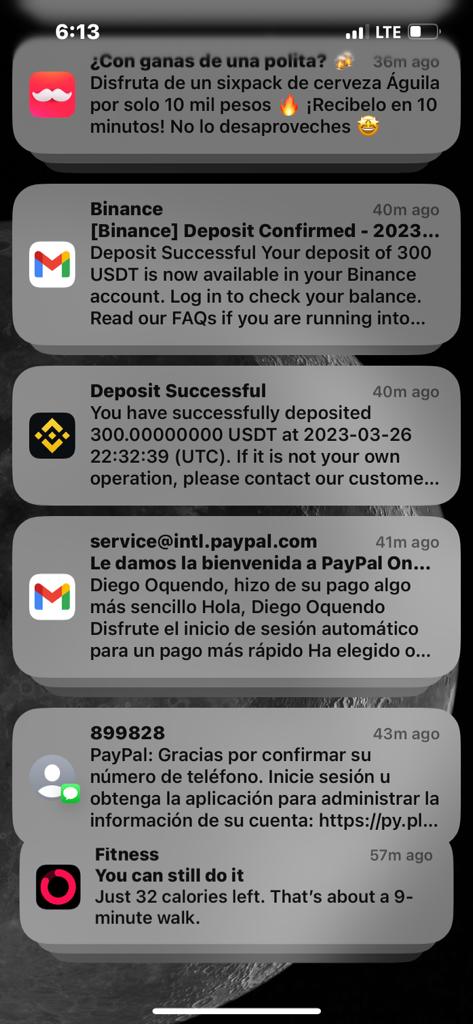 6:13
LTE
¿Con ganas de una polita? 🍻 36m ago
Disfruta de un sixpack de cerveza Águila
por solo 10 mil pesos 🔥 ¡Recibelo en 10
minutos! No lo desaproveches 🤩
Binance 40m ago
[Binance] Deposit Confirmed - 2023...
Deposit Successful Your deposit of 300
USDT is now available in your Binance
account. Log in to check your balance.
Read our FAQs if you are running into...
Deposit Successful 40m ago
You have successfully deposited
300.00000000 USDT at 2023-03-26
22:32:39 (UTC). If it is not your own
operation, please contact our custome...
service@intl.paypal.com 41m ago
Le damos la bienvenida a PayPal On...
Diego Oquendo, hizo de su pago algo
más sencillo Hola, Diego Oquendo
Disfrute el inicio de sesión automático
para un pago más rápido Ha elegido o...
899828 43m ago
PayPal: Gracias por confirmar su
número de teléfono. Inicie sesión u
obtenga la aplicación para administrar la
información de su cuenta: https://py.pl...
Fitness 57m ago
You can still do it
Just 32 calories left. That’s about a 9-
minute walk.